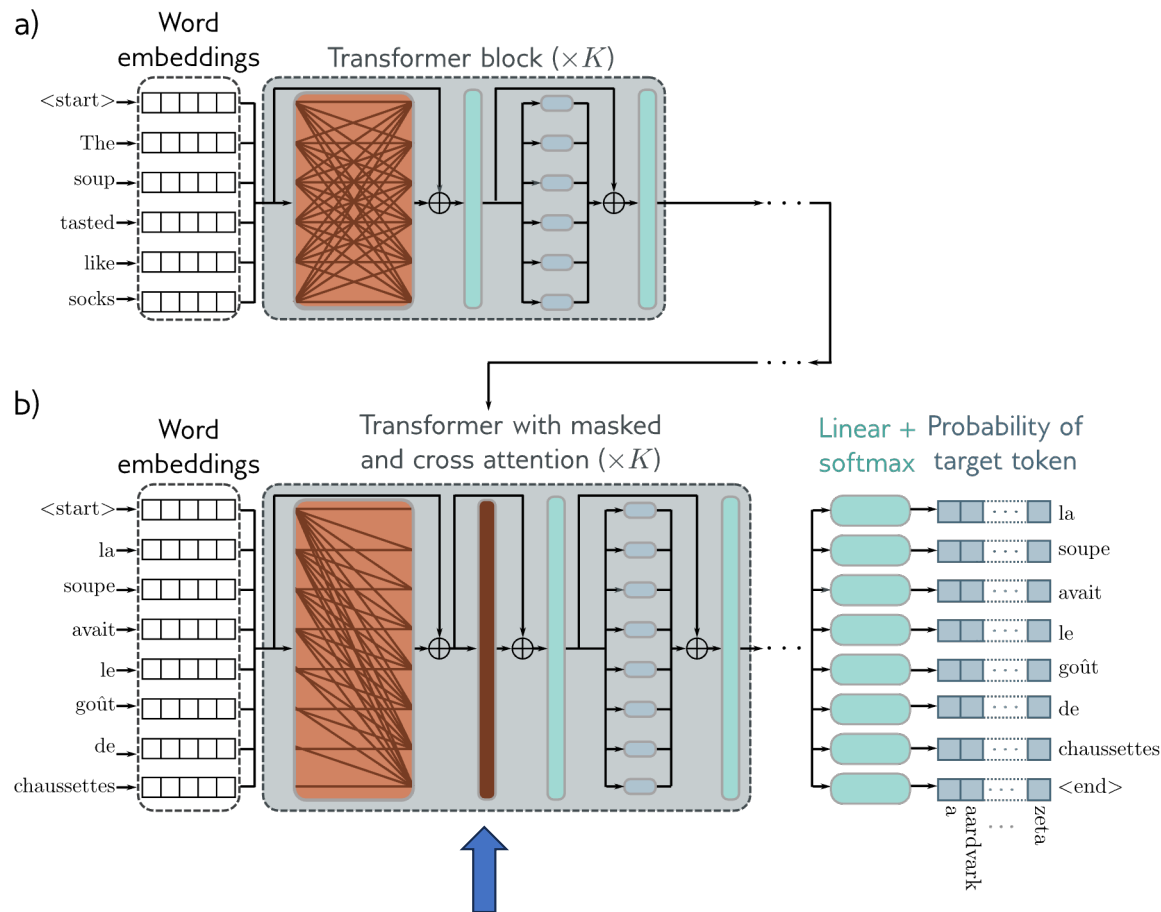 a)
Word
embeddings
Transformer block (×K)
<start>
The
soup
tasted
like
socks
b)
Word
embeddings
Transformer with masked
and cross attention (×K)
Linear +
softmax
Probability of
target token
<start>
la
soupe
avait
le
goût
de
chaussettes
la
soupe
avait
le
goût
de
chaussettes
<end>
a
aardvark
zeta